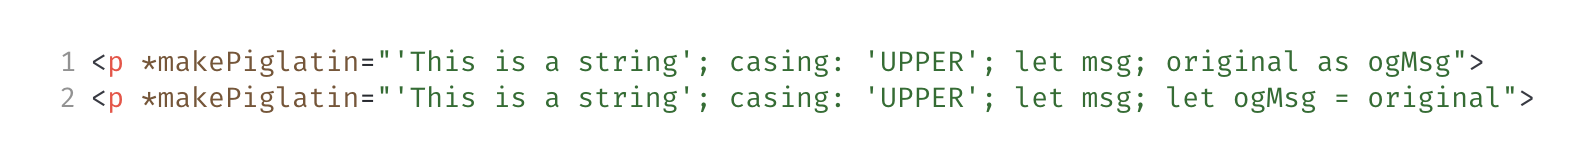 1 <p *makePiglatin="'This is a string'; casing: 'UPPER'; let msg; original as ogMsg">
2 <p *makePiglatin="'This is a string'; casing: 'UPPER'; let msg; let ogMsg = original">